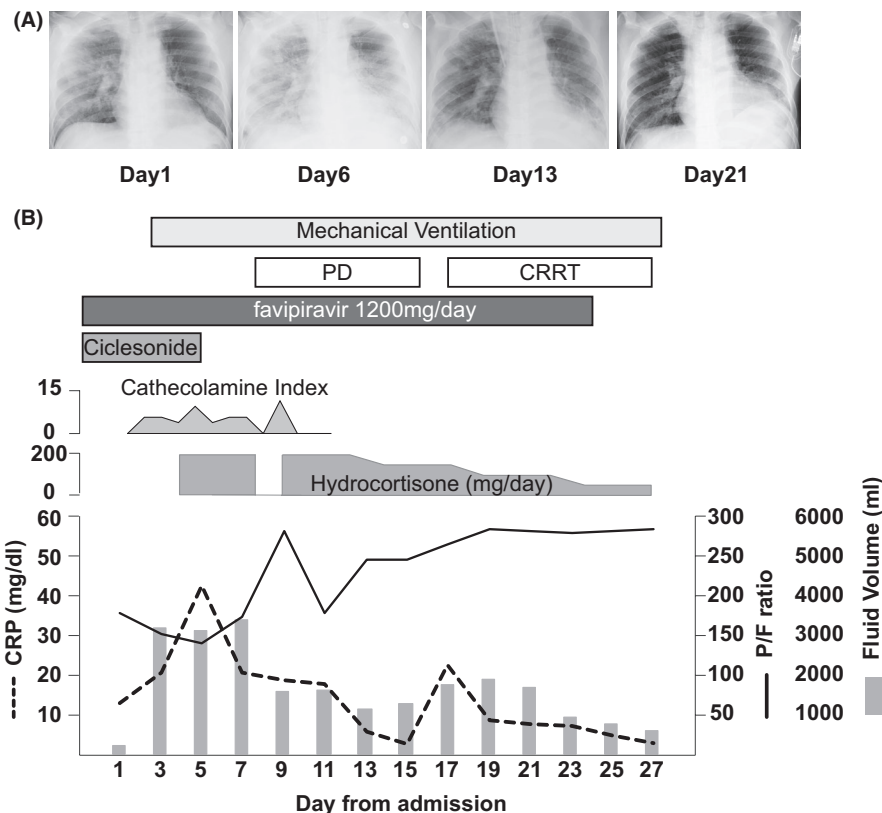 (A)
Day1 Day6 Day13 Day21
(B)
Mechanical Ventilation
PD CRRT
favipiravir 1200mg/day
Ciclesonide
15
Cathecolamine Index
0
200
Hydrocortisone (mg/day)
0
60 300 6000
50 250 5000
40 200 4000
30 150 3000
20 100 2000
10 50 1000
CRP (mg/dl)
P/F ratio
Fluid Volume (ml)
1 3 5 7 9 11 13 15 17 19 21 23 25 27
Day from admission